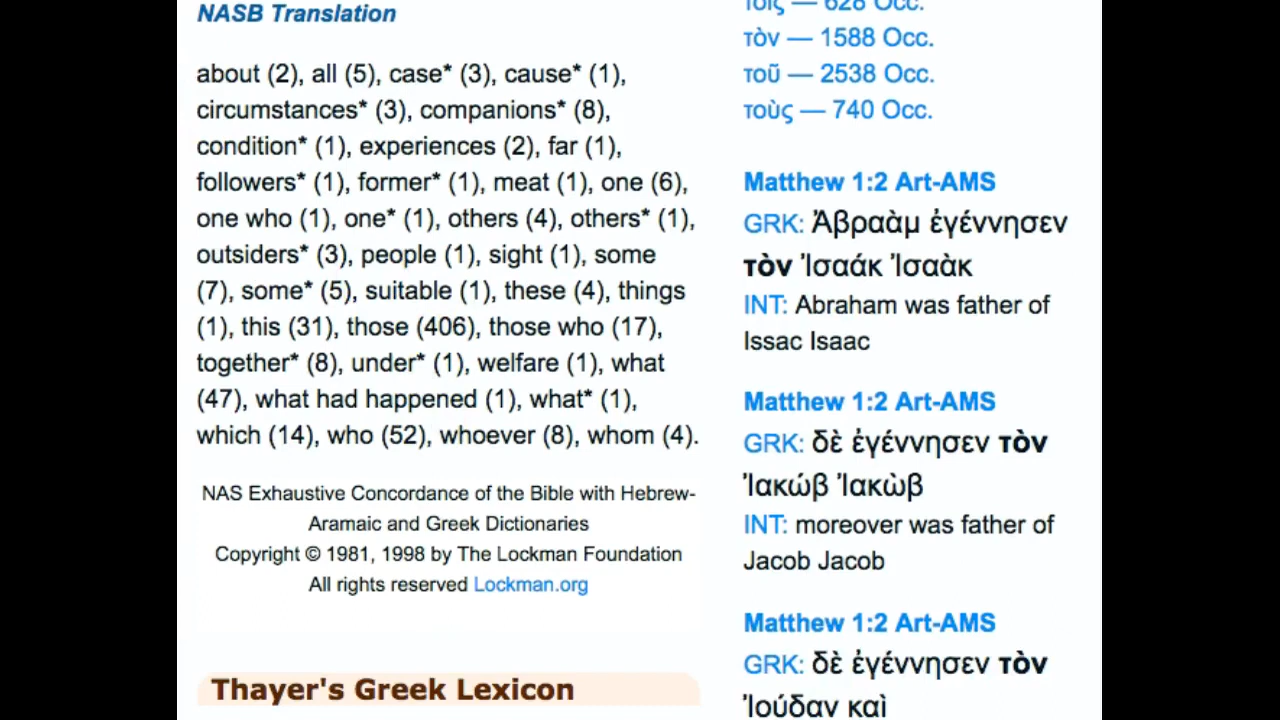 NASB Translation
about (2), all (5), case* (3), cause* (1),
circumstances* (3), companions* (8),
condition* (1), experiences (2), far (1),
followers* (1), former* (1), meat (1), one (6),
one who (1), one* (1), others (4), others* (1),
outsiders* (3), people (1), sight (1), some
(7), some* (5), suitable (1), these (4), things
(1), this (31), those (406), those who (17),
together* (8), under* (1), welfare (1), what
(47), what had happened (1), what* (1),
which (14), who (52), whoever (8), whom (4).
NAS Exhaustive Concordance of the Bible with Hebrew-
Aramaic and Greek Dictionaries
Copyright © 1981, 1998 by The Lockman Foundation
All rights reserved Lockman.org
Thayer's Greek Lexicon
τοῖς — 628 Occ.
τὸν — 1588 Occ.
τοῦ — 2538 Occ.
τοὺς — 740 Occ.
Matthew 1:2 Art-AMS
GRK: Ἀβραὰμ ἐγέννησεν
τὸν Ἰσαάκ Ἰσαὰκ
INT: Abraham was father of
Issac Isaac
Matthew 1:2 Art-AMS
GRK: δὲ ἐγέννησεν τὸν
Ἰακώβ Ἰακὼβ
INT: moreover was father of
Jacob Jacob
Matthew 1:2 Art-AMS
GRK: δὲ ἐγέννησεν τὸν
Ἰούδαν καὶ